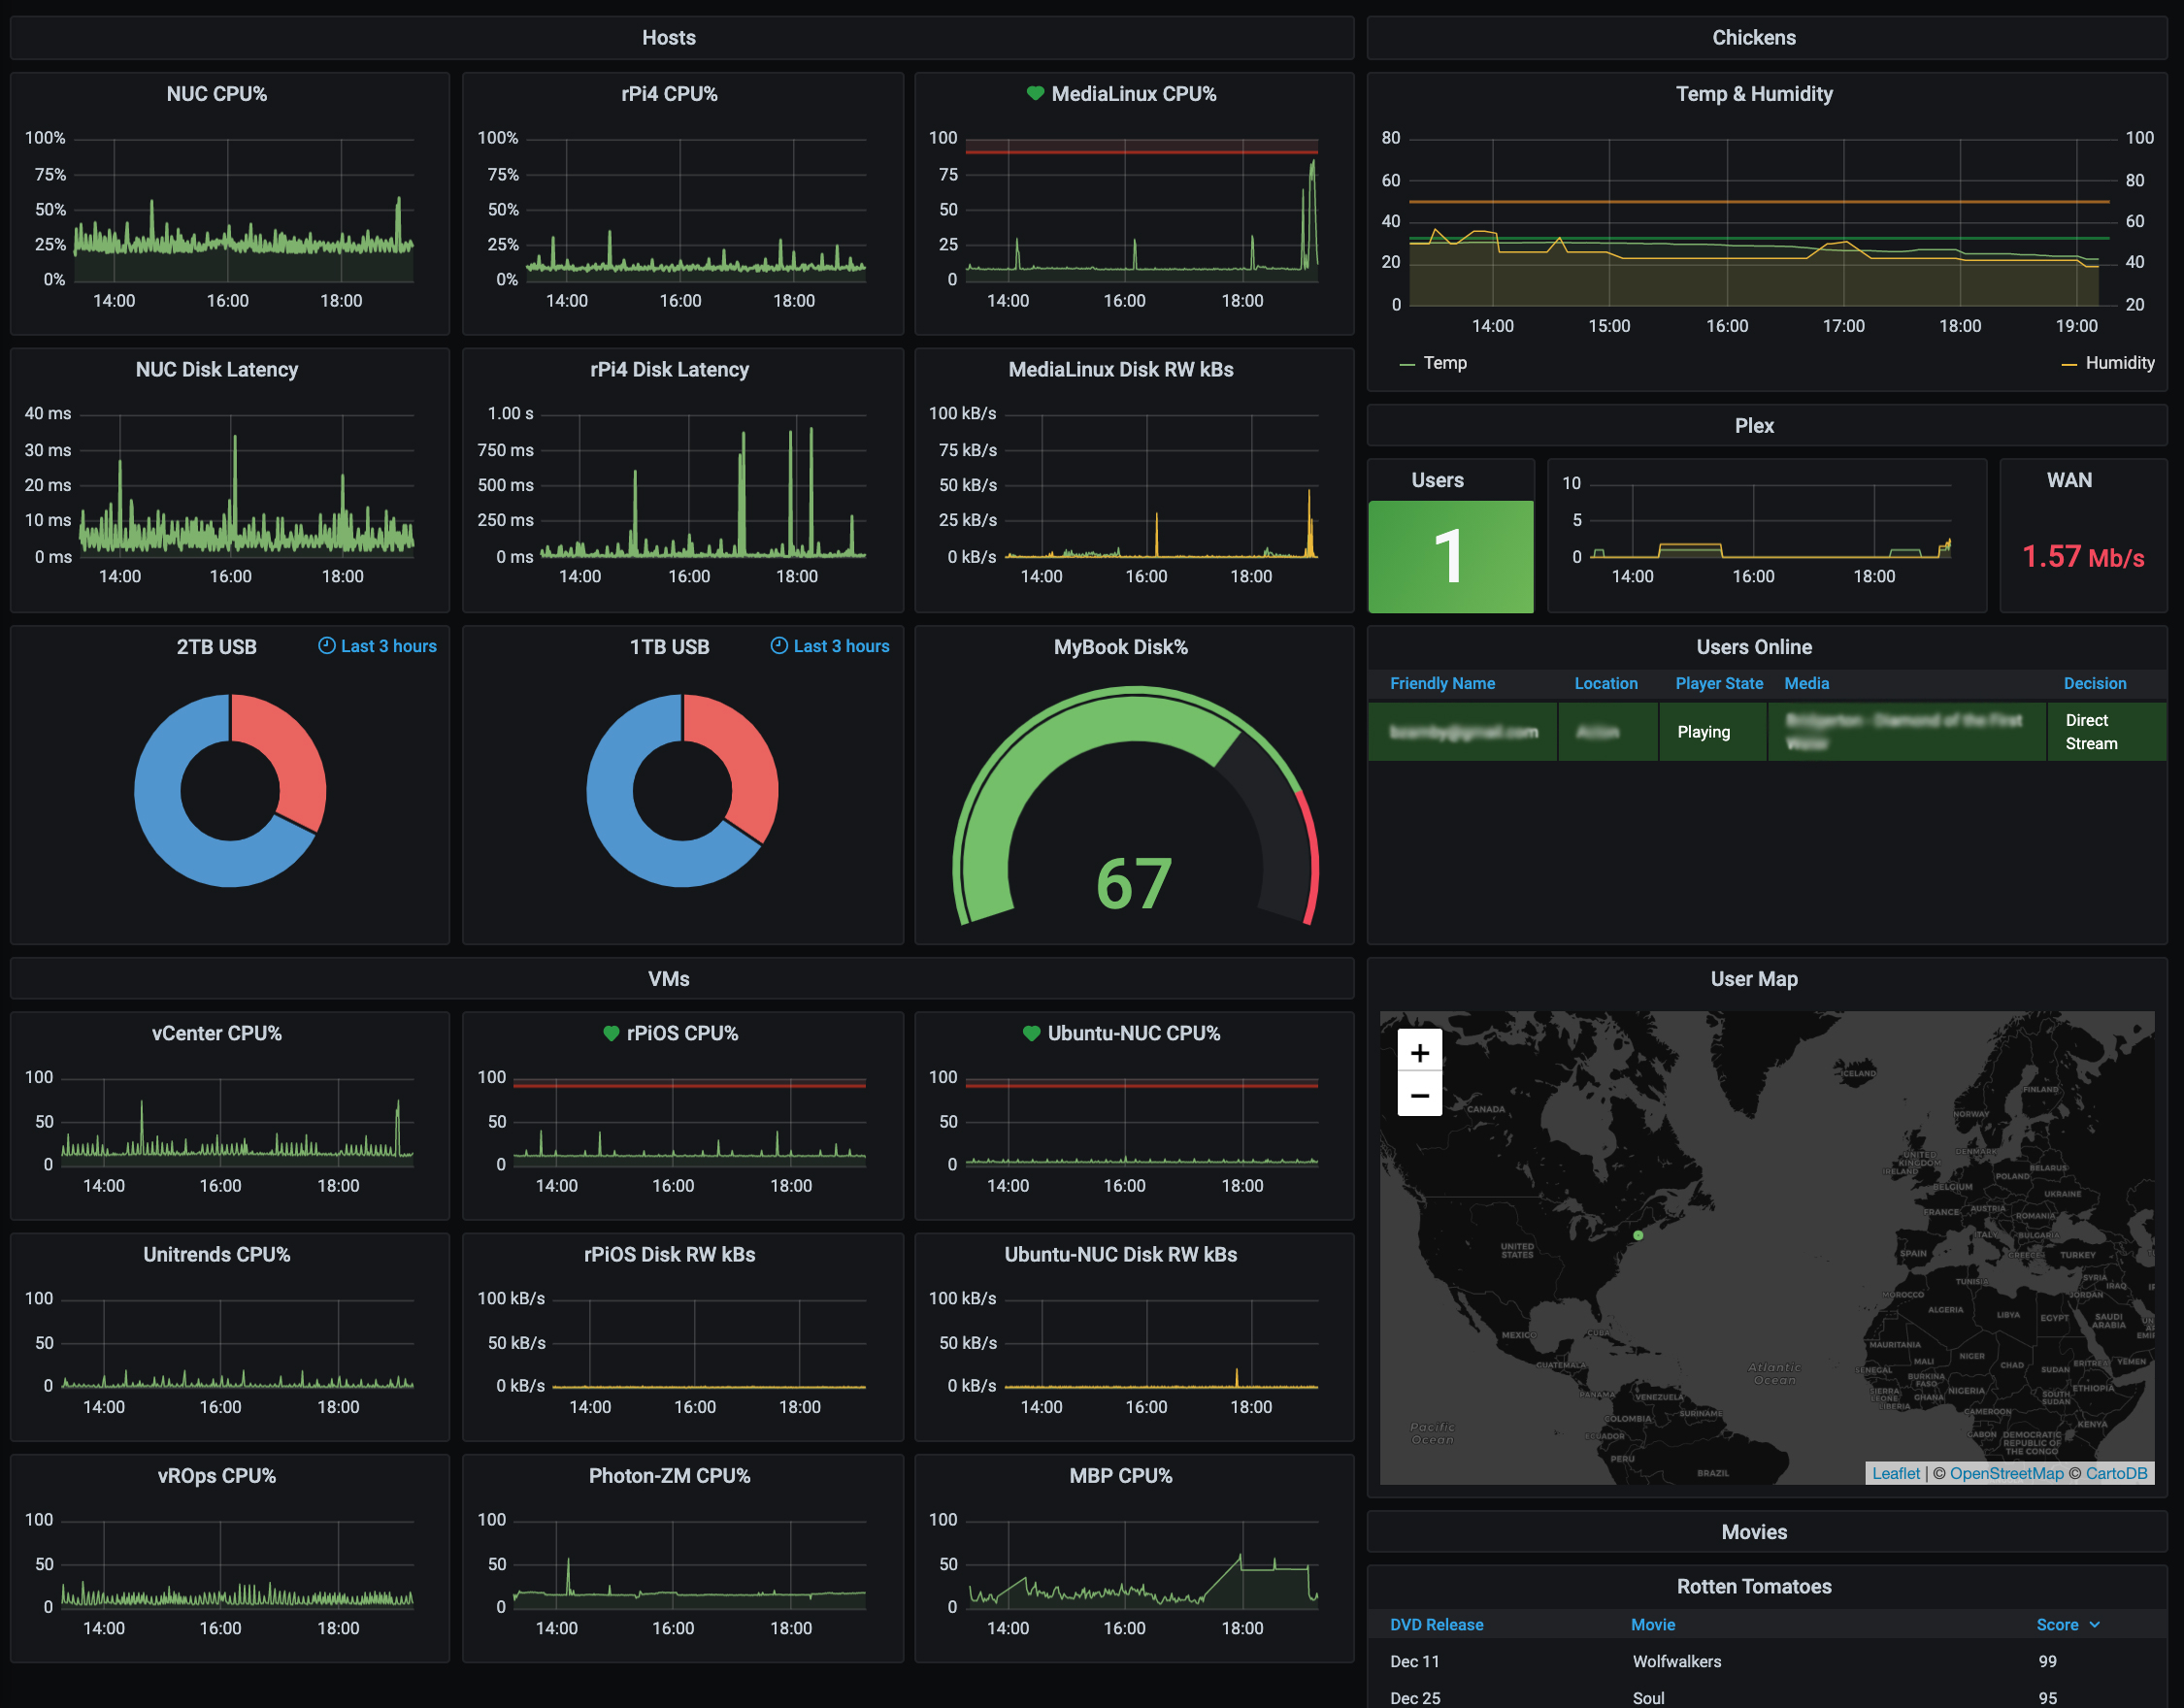 Hosts
NUC CPU%
100%
75%
50%
25%
0%
14:00 16:00 18:00
rPi4 CPU%
100%
75%
50%
25%
0%
14:00 16:00 18:00
MediaLinux CPU%
100
75
50
25
0
14:00 16:00 18:00
NUC Disk Latency
40 ms
30 ms
20 ms
10 ms
0 ms
14:00 16:00 18:00
rPi4 Disk Latency
1.00 s
750 ms
500 ms
250 ms
0 ms
14:00 16:00 18:00
MediaLinux Disk RW kBs
100 kB/s
75 kB/s
50 kB/s
25 kB/s
0 kB/s
14:00 16:00 18:00
2TB USB
Last 3 hours
1TB USB
Last 3 hours
MyBook Disk%
67
VMs
vCenter CPU%
100
50
0
14:00 16:00 18:00
rPiOS CPU%
100
50
0
14:00 16:00 18:00
Ubuntu-NUC CPU%
100
50
0
14:00 16:00 18:00
Unitrends CPU%
100
50
0
14:00 16:00 18:00
rPiOS Disk RW kBs
100 kB/s
50 kB/s
0 kB/s
14:00 16:00 18:00
Ubuntu-NUC Disk RW kBs
100 kB/s
50 kB/s
0 kB/s
14:00 16:00 18:00
vROps CPU%
100
50
0
14:00 16:00 18:00
Photon-ZM CPU%
100
50
0
14:00 16:00 18:00
MBP CPU%
100
50
0
14:00 16:00 18:00
Chickens
Temp & Humidity
80 100
60 80
40 60
20 40
0 20
14:00 15:00 16:00 17:00 18:00 19:00
Temp Humidity
Plex
Users
1
10
5
0
14:00 16:00 18:00
WAN
1.57 Mb/s
Users Online
Friendly Name Location Player State Media Decision
Playing
Direct
Stream
User Map
+
−
ICELAND
FINLAND
NORWAY
CANADA
UNITED
KINGDOM
IRELAND
DENMARK
BELARUS
POLAND
BELGIUM
UKRAINE
FRANCE
AUSTRIA
ROMANIA
ITALY
BULGARIA
UNITED
STATES
SPAIN
GREECE
TURKEY
TUNISIA
SYRIA
IRAQ
JORDAN
MOROCCO
ALGERIA
LIBYA
EGYPT
SAUDI
ARABIA
MEXICO
CUBA
MAURITANIA
GUATEMALA
Atlantic
Ocean
SENEGAL
MALI
NIGER
CHAD
SUDAN
ERITREA
YEMEN
BURKINA
FASO
PANAMA
VENEZUELA
SIERRA
LEONE
LIBERIA
GHANA
NIGERIA
SOUTH
SUDAN
ETHIOPIA
COLOMBIA
SURINAME
CAMEROON
Pacific
Ocean
ECUADOR
GABON
DEMOCRATIC
REPUBLIC OF
THE CONGO
KENYA
PERU
BRAZIL
Leaflet | © OpenStreetMap © CartoDB
Movies
Rotten Tomatoes
DVD Release Movie Score
Dec 11 Wolfwalkers 99
Dec 25 Soul 95